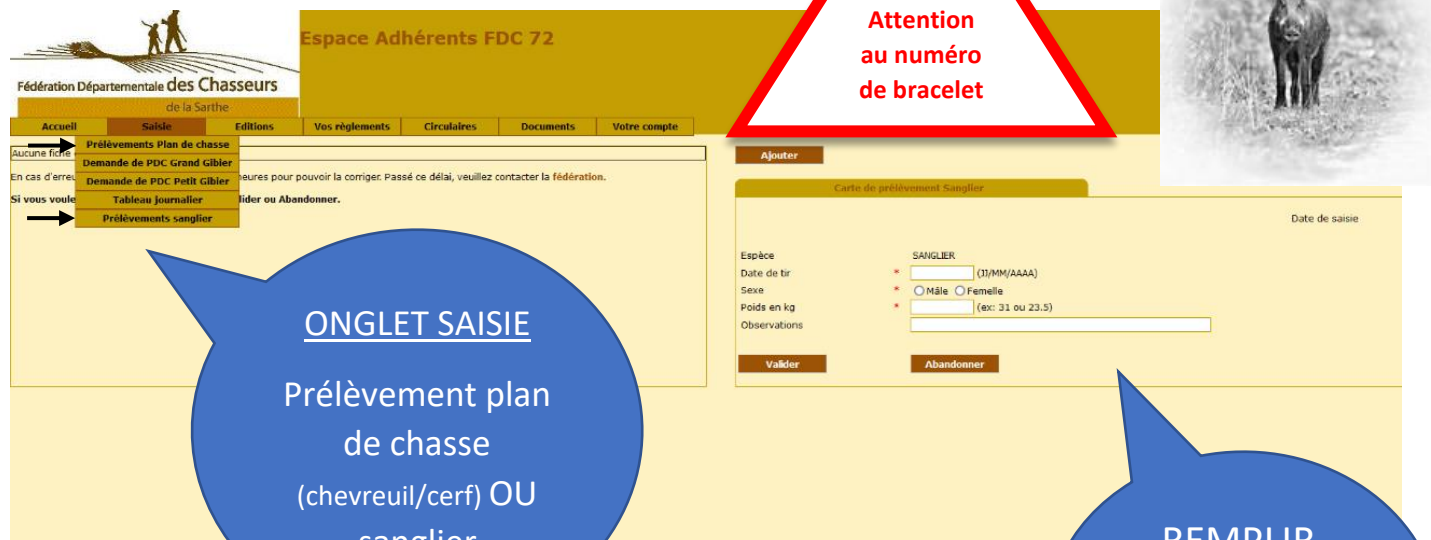 Espace Adhérents FDC 72
Fédération Départementale des Chasseurs
de la Sarthe
Attention
au numéro
de bracelet
Accueil Saisie Editions Vos règlements Circulaires Documents Votre compte
Prélèvements Plan de chasse
Demande de PDC Grand Gibier
Demande de PDC Petit Gibier
Tableau journalier
Prélèvements sanglier
Aucune fiche
En cas d'erreu heures pour pouvoir la corriger. Passé ce délai, veuillez contacter la fédération.
Si vous voule lider ou Abandonner.
ONGLET SAISIE
Prélèvement plan
de chasse
(chevreuil/cerf) OU
sanglier
Ajouter
Carte de prélèvement Sanglier
Date de saisie
Espèce SANGLIER
Date de tir * (JJ/MM/AAAA)
Sexe * Mâle Femelle
Poids en kg * (ex: 31 ou 23.5)
Observations
Valider Abandonner
REMPLIR